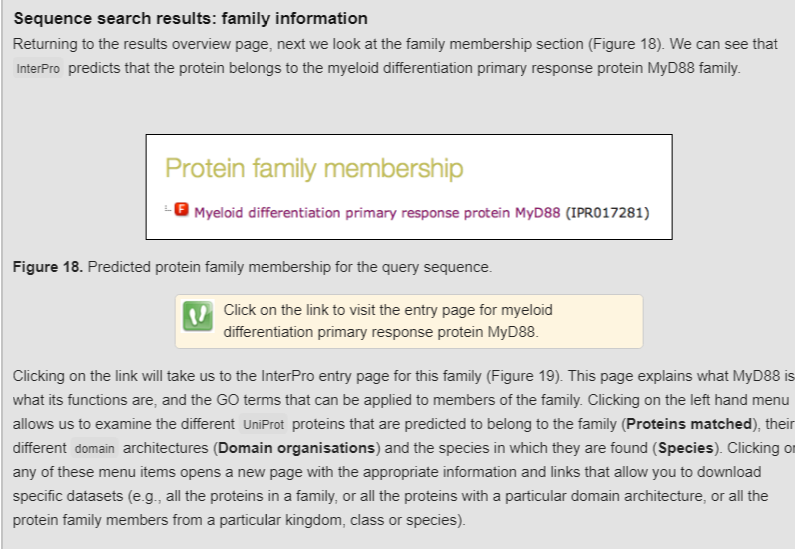 Sequence search results: family information
Returning to the results overview page, next we look at the family membership section (Figure 18). We can see that
InterPro predicts that the protein belongs to the myeloid differentiation primary response protein MyD88 family.
Protein family membership
F Myeloid differentiation primary response protein MyD88 (IPR017281)
Figure 18. Predicted protein family membership for the query sequence.
Click on the link to visit the entry page for myeloid
differentiation primary response protein MyD88.
Clicking on the link will take us to the InterPro entry page for this family (Figure 19). This page explains what MyD88 is
what its functions are, and the GO terms that can be applied to members of the family. Clicking on the left hand menu
allows us to examine the different UniProt proteins that are predicted to belong to the family (Proteins matched), their
different domain architectures (Domain organisations) and the species in which they are found (Species). Clicking
any of these menu items opens a new page with the appropriate information and links that allow you to download
specific datasets (e.g., all the proteins in a family, or all the proteins with a particular domain architecture, or all the
protein family members from a particular kingdom, class or species).